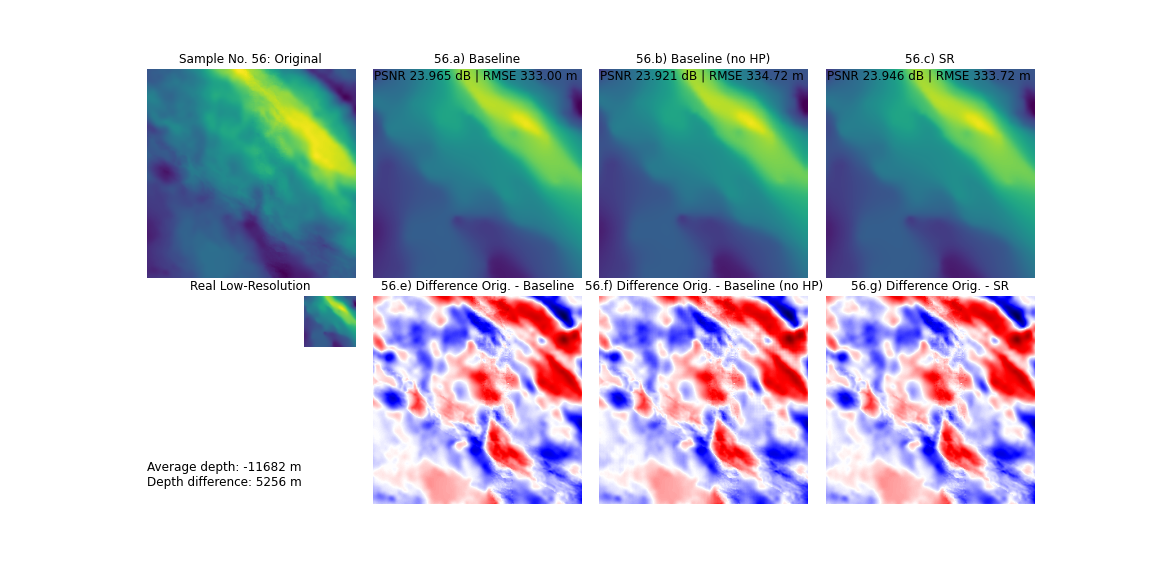 Sample No. 56: Original
56.a) Baseline
56.b) Baseline (no HP)
56.c) SR
PSNR 23.965 dB | RMSE 333.00 m
PSNR 23.921 dB | RMSE 334.72 m
PSNR 23.946 dB | RMSE 333.72 m
Real Low-Resolution
56.e) Difference Orig. - Baseline
56.f) Difference Orig. - Baseline (no HP)
56.g) Difference Orig. - SR
Average depth: -11682 m
Depth difference: 5256 m